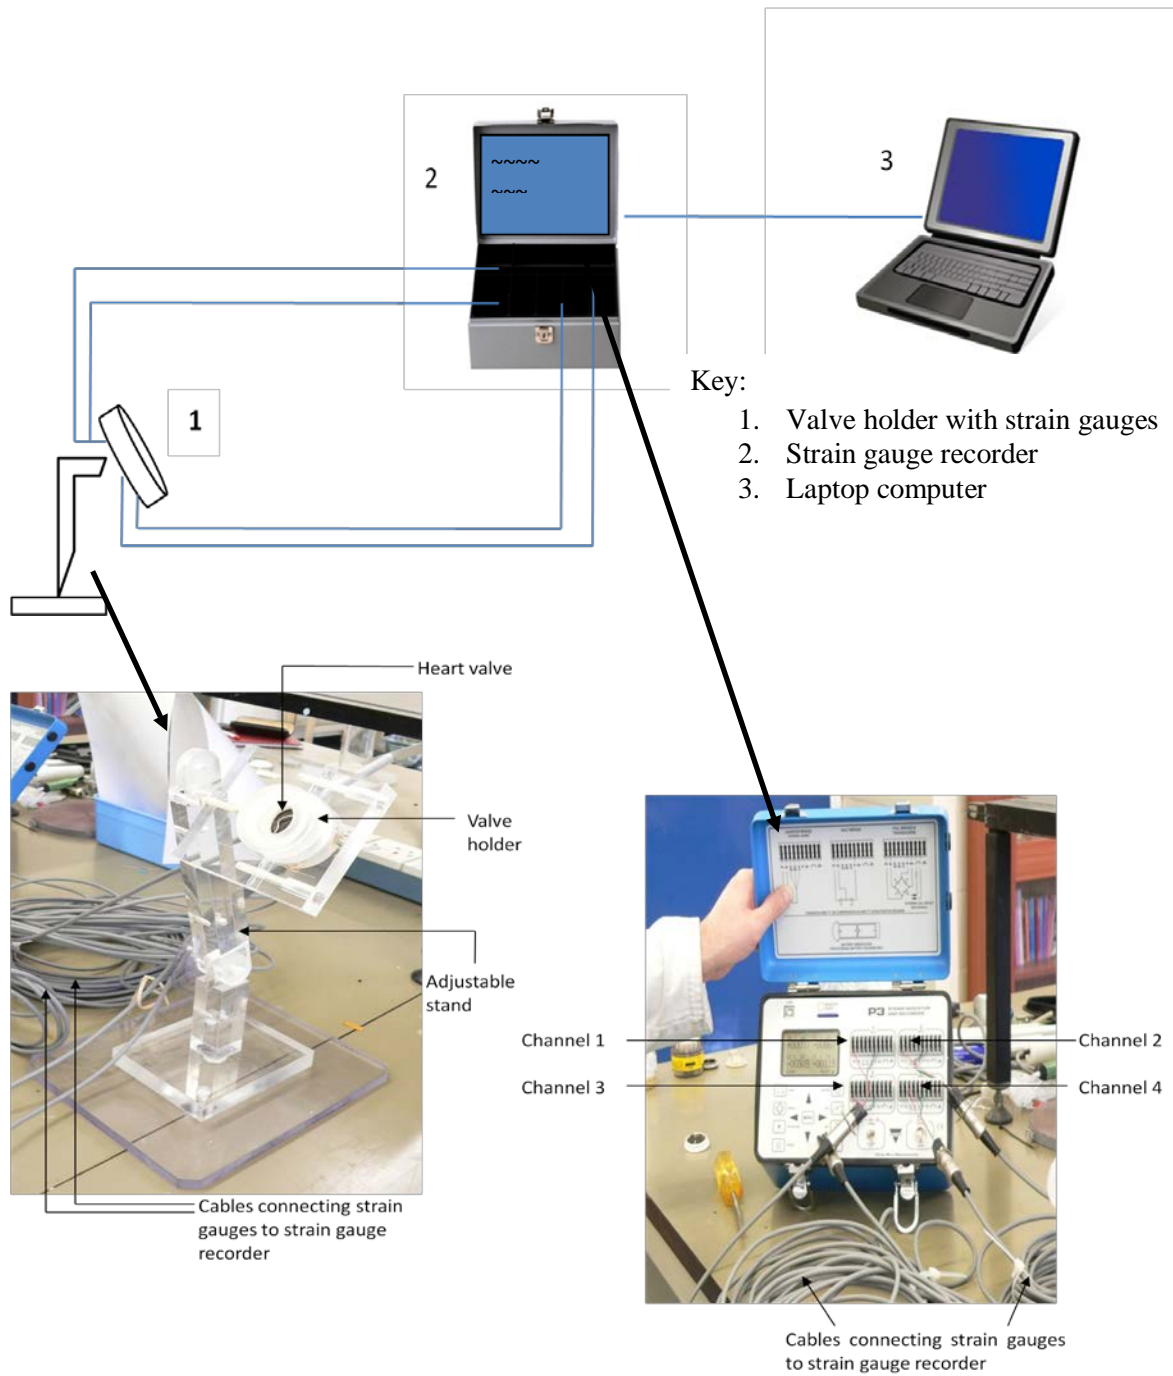 2
~~~~
~~~
3
1
Key:
1. Valve holder with strain gauges
2. Strain gauge recorder
3. Laptop computer
Heart valve
Valve
holder
Adjustable
stand
Cables connecting strain
gauges to strain gauge
recorder
P3
Channel 1
Channel 2
Channel 3
Channel 4
Cables connecting strain gauges
to strain gauge recorder